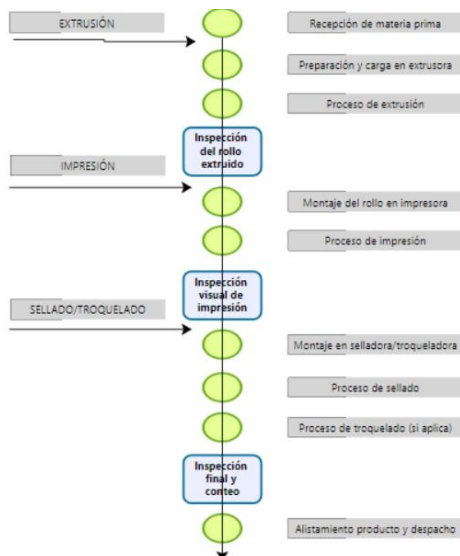 EXTRUSIÓN
Recepción de materia prima
Preparación y carga en extrusora
Proceso de extrusión
Inspección
del rollo
extruido
IMPRESIÓN
Montaje del rollo en impresora
Proceso de impresión
Inspección
visual de
impresión
SELLADO/TROQUELADO
Montaje en selladora/troqueladora
Proceso de sellado
Proceso de troquelado (si aplica)
Inspección
final y
conteo
Alistamiento producto y despacho